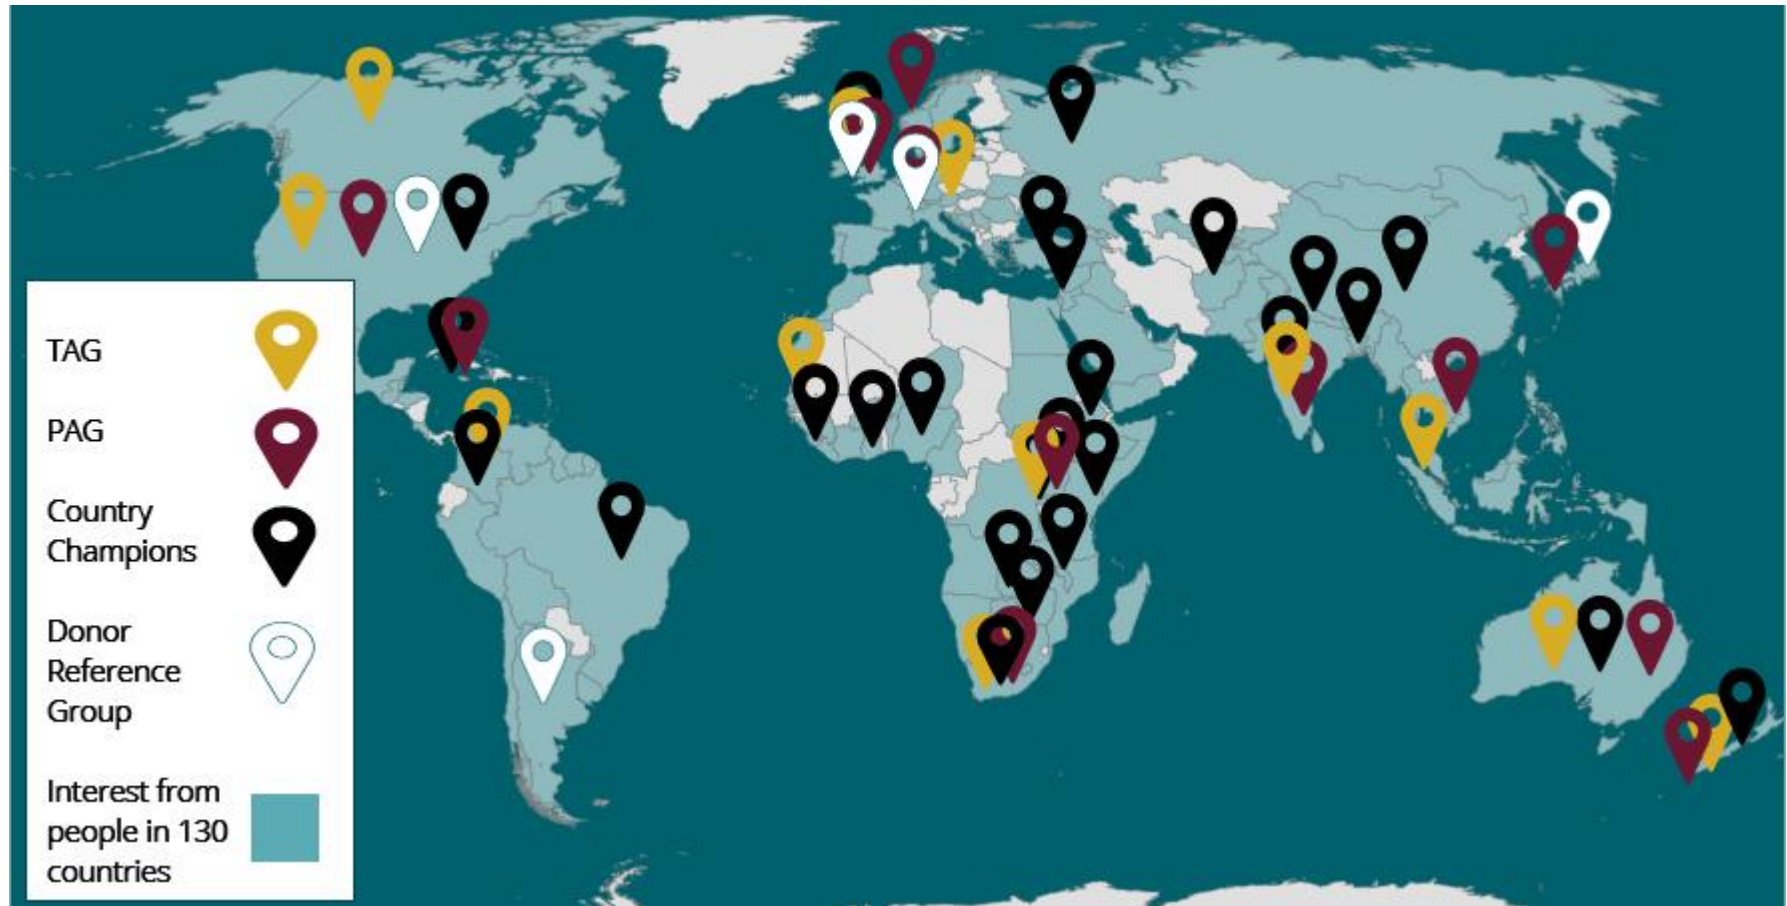 TAG
PAG
Country
Champions
Donor
Reference
Group
Interest from
people in 130
countries